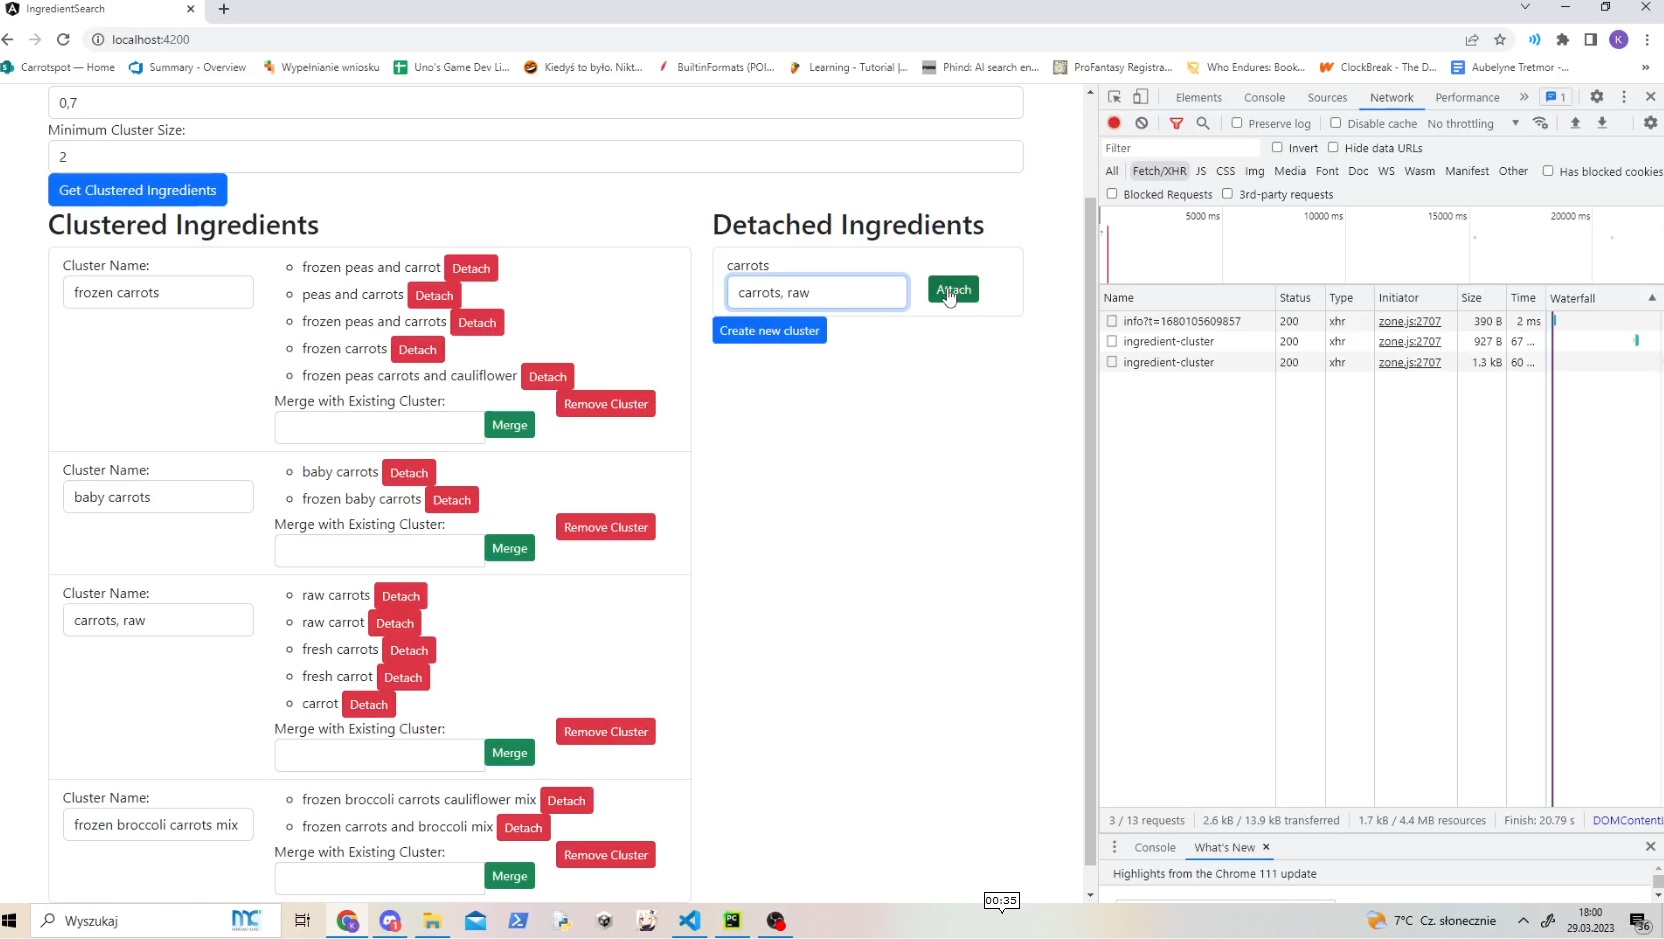 IngredientSearch
localhost:4200
Carrotspot — Home
Summary - Overview
Wypełnianie wniosku
Uno's Game Dev Li...
Kiedyś to było. Nikt...
BuiltinFormats (POI...
Learning - Tutorial |...
Phind: AI search en...
ProFantasy Registra...
Who Endures: Book...
ClockBreak - The D...
Aubelyne Tretmor -...
»
0,7
Minimum Cluster Size:
2
Get Clustered Ingredients
Clustered Ingredients
Cluster Name:
frozen carrots
frozen peas and carrot Detach
peas and carrots Detach
frozen peas and carrots Detach
frozen carrots Detach
frozen peas carrots and cauliflower Detach
Merge with Existing Cluster:
Merge
Remove Cluster
Cluster Name:
baby carrots
baby carrots Detach
frozen baby carrots Detach
Merge with Existing Cluster:
Merge
Remove Cluster
Cluster Name:
carrots, raw
raw carrots Detach
raw carrot Detach
fresh carrots Detach
fresh carrot Detach
carrot Detach
Merge with Existing Cluster:
Merge
Remove Cluster
Cluster Name:
frozen broccoli carrots mix
frozen broccoli carrots cauliflower mix Detach
frozen carrots and broccoli mix Detach
Merge with Existing Cluster:
Merge
Remove Cluster
Detached Ingredients
carrots
carrots, raw
Attach
Create new cluster
Elements Console Sources Network Performance » 1
Preserve log Disable cache No throttling
Filter Invert Hide data URLs
All Fetch/XHR JS CSS Img Media Font Doc WS Wasm Manifest Other Has blocked cookies
Blocked Requests 3rd-party requests
5000 ms 10000 ms 15000 ms 20000 ms
Name Status Type Initiator Size Time Waterfall
info?t=1680105609857 200 xhr zone.js:2707 390 B 2 ms
ingredient-cluster 200 xhr zone.js:2707 927 B 67 ...
ingredient-cluster 200 xhr zone.js:2707 1.3 kB 60 ...
3 / 13 requests 2.6 kB / 13.9 kB transferred 1.7 kB / 4.4 MB resources Finish: 20.79 s DOMContent
Console What's New ×
Highlights from the Chrome 111 update
00:35
Wyszukaj
7°C Cz. słonecznie
18:00
29.03.2023
36